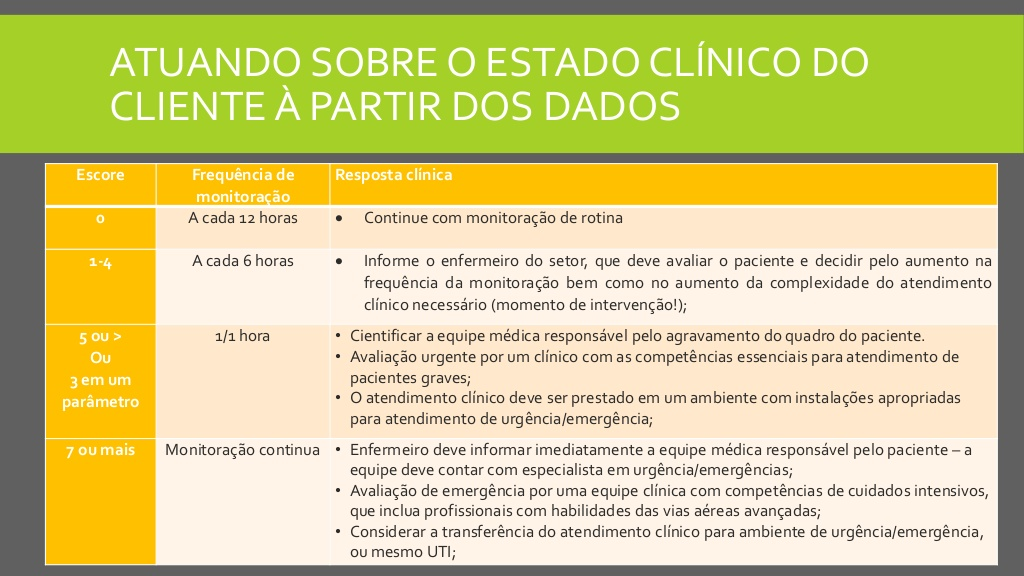 ATUANDO SOBRE O ESTADO CLÍNICO DO
CLIENTE À PARTIR DOS DADOS
Escore
Frequência de
monitoração
Resposta clínica
0
A cada 12 horas
• Continue com monitoração de rotina
1-4
A cada 6 horas
• Informe o enfermeiro do setor, que deve avaliar o paciente e decidir pelo aumento na
frequência da monitoração bem como no aumento da complexidade do atendimento
clínico necessário (momento de intervenção!);
5 ou >
Ou
3 em um
parâmetro
1/1 hora
• Cientificar a equipe médica responsável pelo agravamento do quadro do paciente.
• Avaliação urgente por um clínico com as competências essenciais para atendimento de
pacientes graves;
• O atendimento clínico deve ser prestado em um ambiente com instalações apropriadas
para atendimento de urgência/emergência;
7 ou mais
Monitoração continua
• Enfermeiro deve informar imediatamente a equipe médica responsável pelo paciente – a
equipe deve contar com especialista em urgência/emergências;
• Avaliação de emergência por uma equipe clínica com competências de cuidados intensivos,
que inclua profissionais com habilidades das vias aéreas avançadas;
• Considerar a transferência do atendimento clínico para ambiente de urgência/emergência,
ou mesmo UTI;